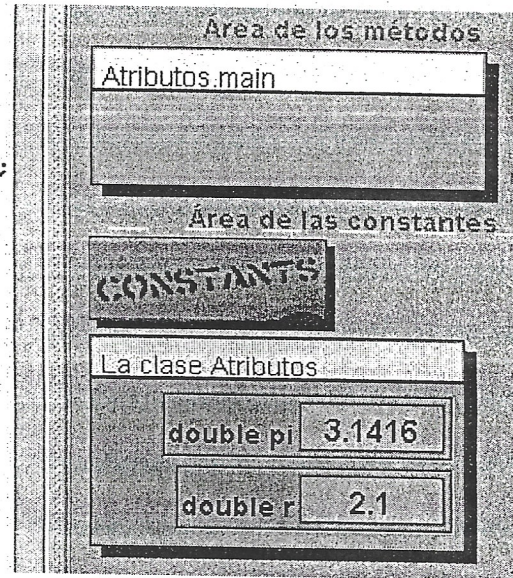 Área de los métodos
Atributos.main
Área de las constantes
CONSTANTS
La clase Atributos
double pi 3.1416
double r 2.1